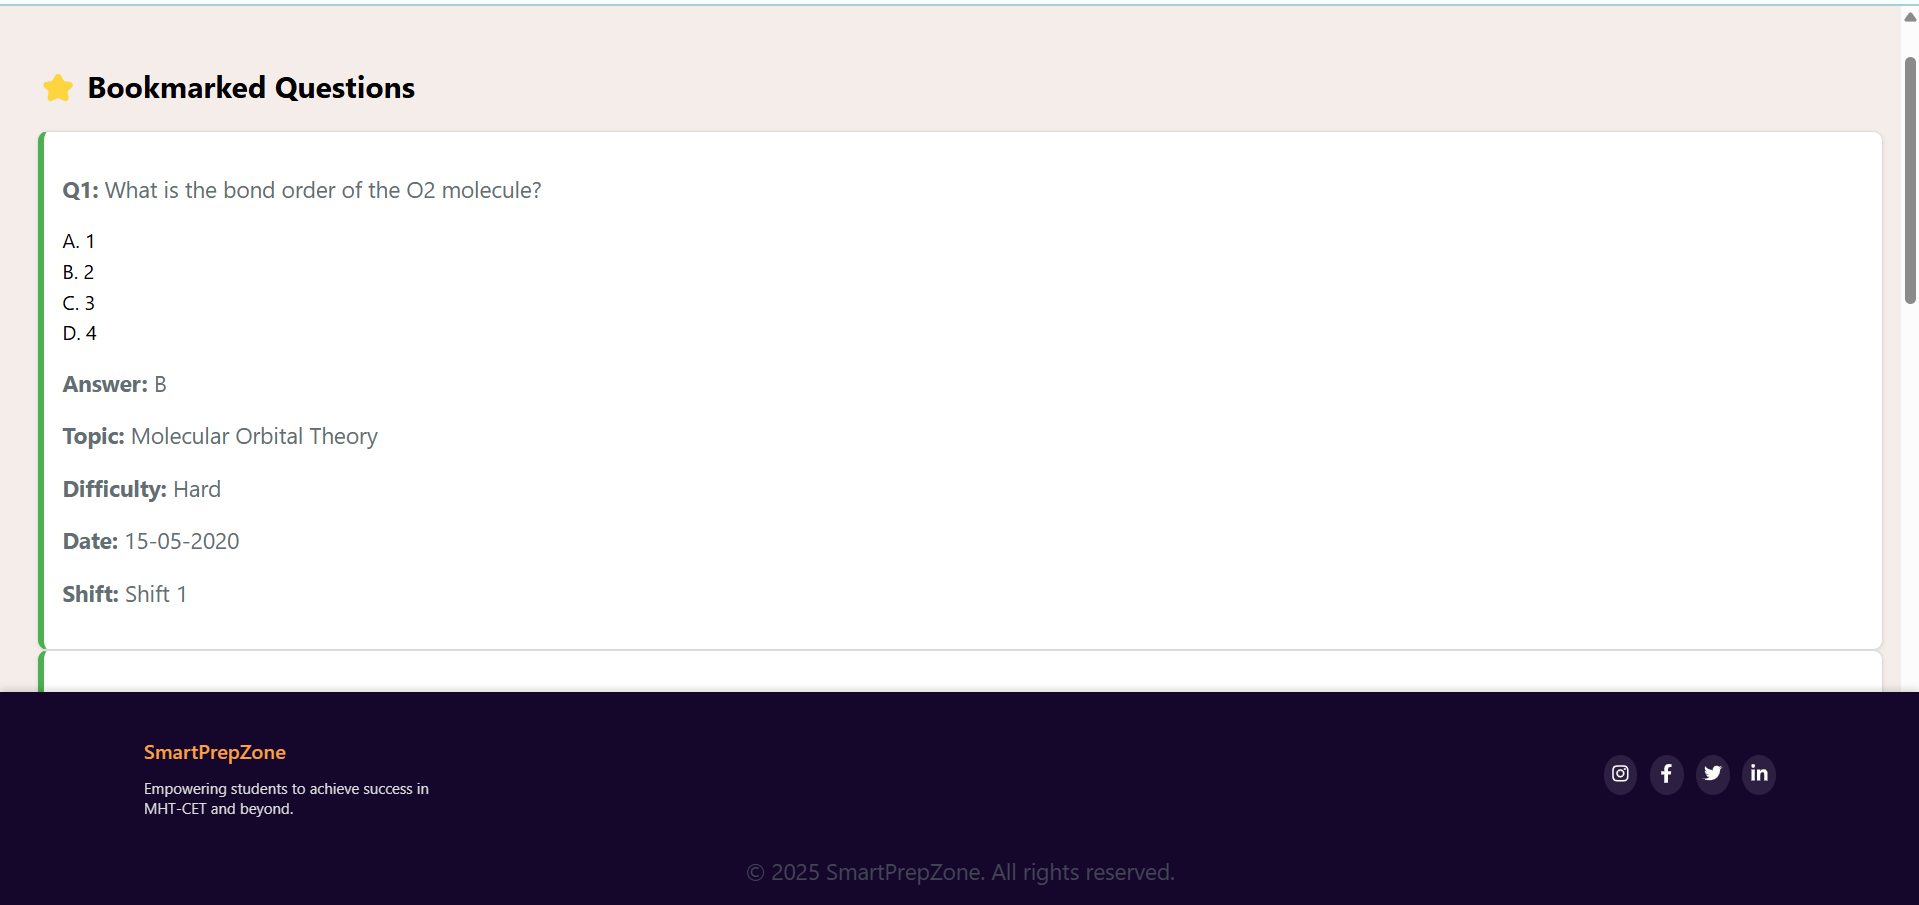 Bookmarked Questions
Q1: What is the bond order of the O2 molecule?
A. 1
B. 2
C. 3
D. 4
Answer: B
Topic: Molecular Orbital Theory
Difficulty: Hard
Date: 15-05-2020
Shift: Shift 1
SmartPrepZone
Empowering students to achieve success in
MHT-CET and beyond.
© 2025 SmartPrepZone. All rights reserved.